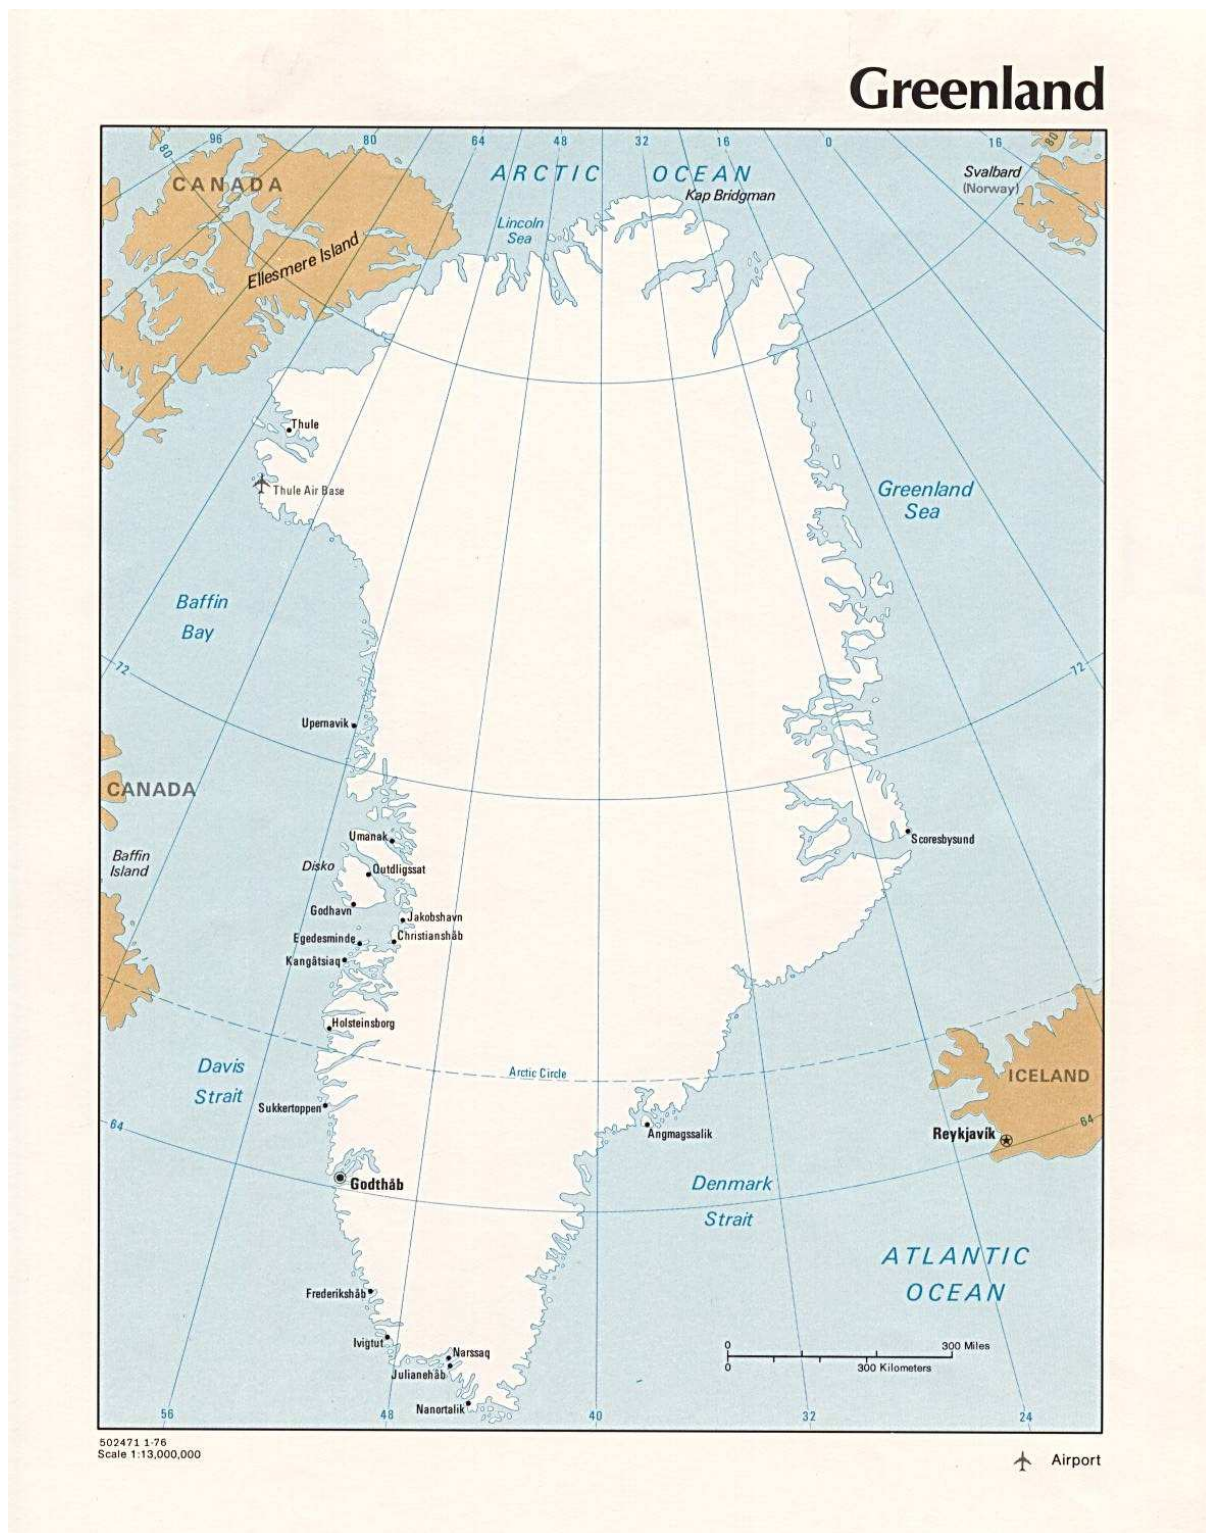 Greenland
96
80
64
48
32
16
0
16
80
80
ARCTIC OCEAN
CANADA
Svalbard
(Norway)
Kap Bridgman
Lincoln
Sea
Ellesmere Island
Thule
Thule Air Base
Greenland
Sea
Baffin
Bay
72
72
Upernavik
CANADA
Umanak
Scoresbysund
Baffin
Island
Disko
Qutdligssat
Godhavn
Jakobshavn
Egedesminde
Christianshåb
Kangâtsiaq
Holsteinsborg
Davis
Strait
Arctic Circle
ICELAND
Sukkertoppen
64
64
Angmagssalik
Reykjavík
Godthåb
Denmark
Strait
ATLANTIC
OCEAN
Frederikshåb
Ivigtut
Narssaq
Julianehåb
Nanortalik
0
300 Miles
0
300 Kilometers
56
48
40
32
24
502471 1-76
Scale 1:13,000,000
Airport